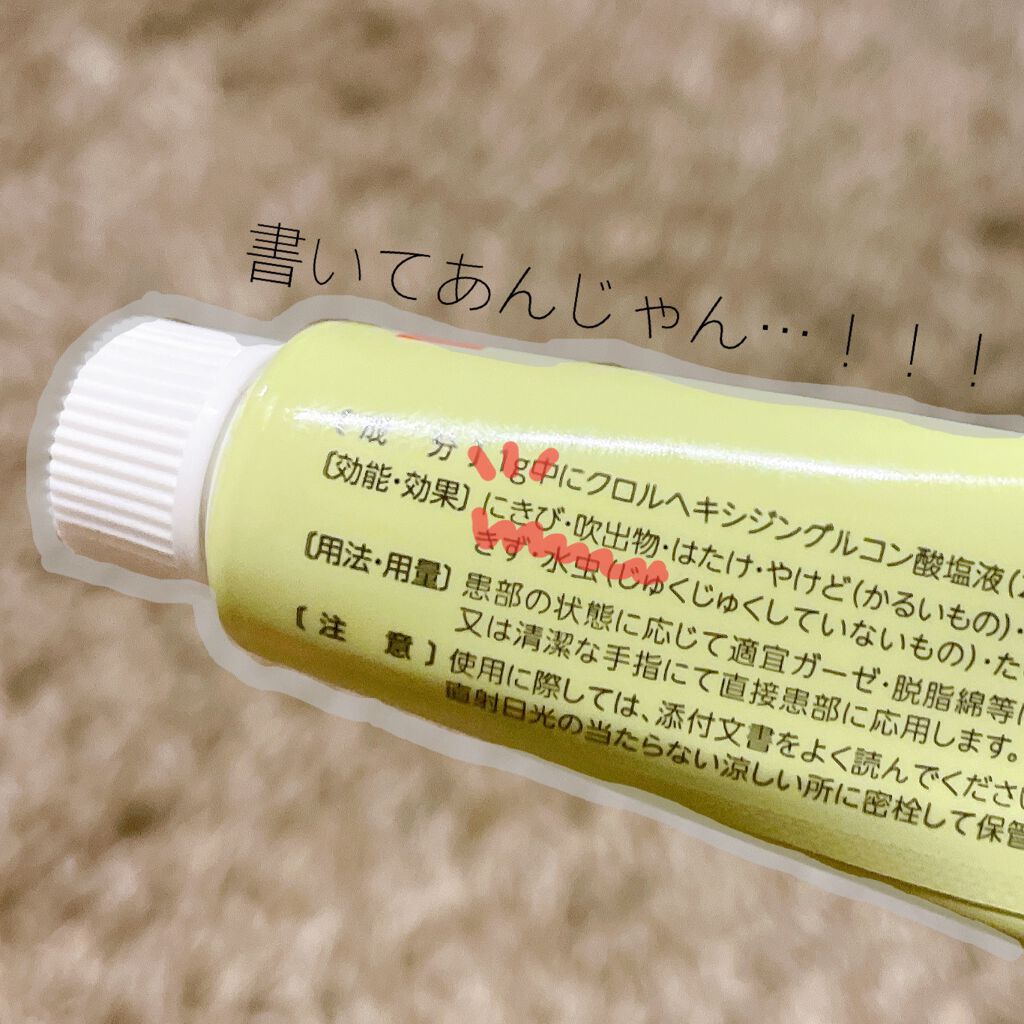 書いてあんじゃん…！！！
〔成 分〕1g中にクロルヘキシジングルコン酸塩液(2
〔効能・効果〕にきび・吹出物・はたけ・やけど(かるいもの)・
きず・水虫(じゅくじゅくしていないもの)・た
〔用法・用量〕患部の状態に応じて適宜ガーゼ・脱脂綿等に
又は清潔な手指にて直接患部に応用します。
〔注 意〕使用に際しては、添付文書をよく読んでくださ
直射日光の当たらない涼しい所に密栓して保管